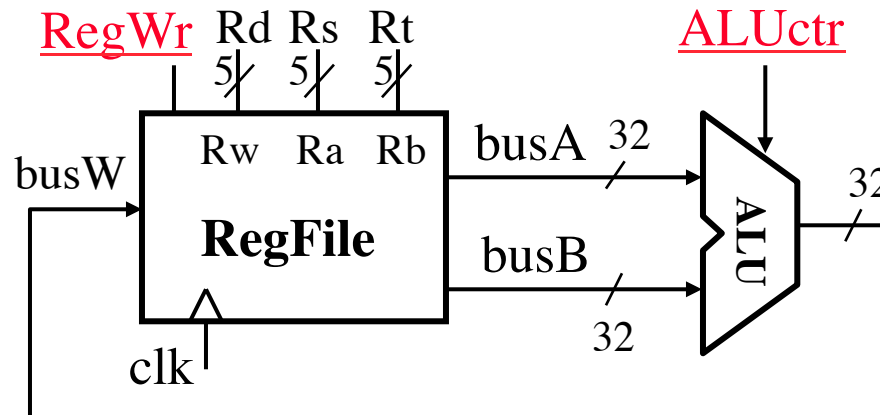 RegWr Rd Rs Rt ALUctr
5 5 5
Rw Ra Rb
busW
busA 32
32
RegFile
ALU
busB
32
clk